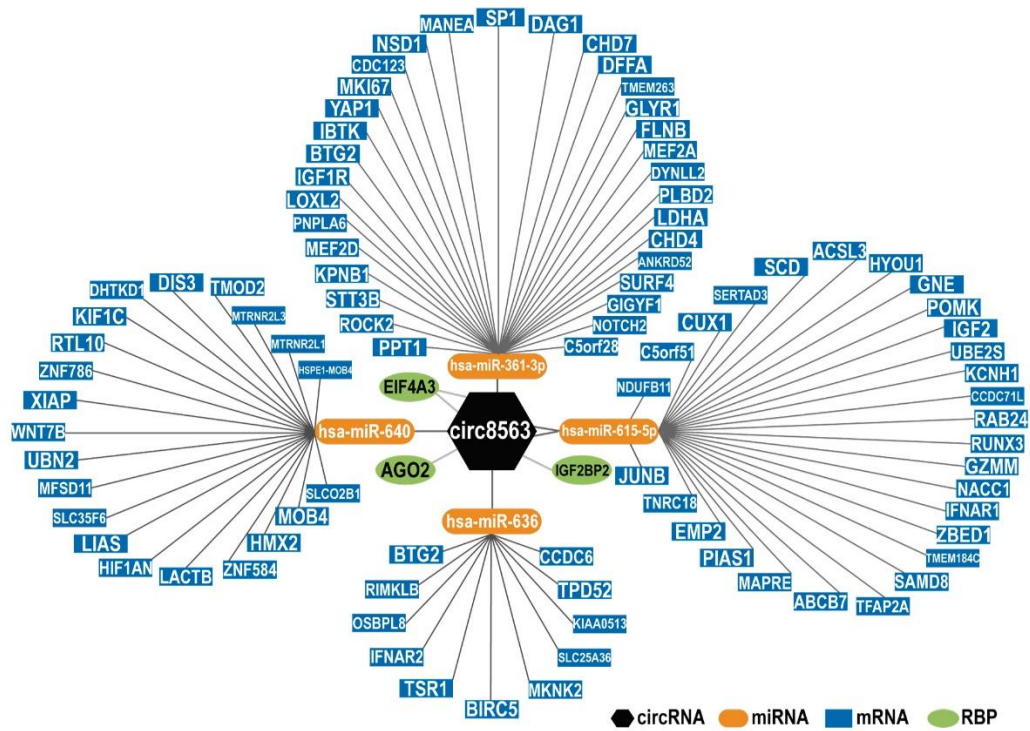 SP1
MANEA
DAG1
NSD1
CHD7
CDC123
DFFA
MKI67
TMEM263
YAP1
GLYR1
IBTK
FLNB
BTG2
MEF2A
IGF1R
DYNLL2
LOXL2
PLBD2
PNPLA6
LDHA
MEF2D
CHD4
KPNB1
ANKRD52
STT3B
SURF4
ROCK2
GIGYF1
PPT1
NOTCH2
C5orf28
hsa-miR-361-3p
EIF4A3
circ8563
AGO2
IGF2BP2
DIS3
TMOD2
DHTKD1
MTRNR2L3
KIF1C
MTRNR2L1
RTL10
HSPE1-MOB4
ZNF786
XIAP
hsa-miR-640
WNT7B
UBN2
MFSD11
SLCO2B1
SLC35F6
MOB4
LIAS
HMX2
HIF1AN
ZNF584
LACTB
ACSL3
SCD
HYOU1
SERTAD3
GNE
CUX1
POMK
C5orf51
IGF2
NDUFB11
UBE2S
KCNH1
CCDC71L
RAB24
hsa-miR-615-5p
RUNX3
JUNB
GZMM
TNRC18
NACC1
EMP2
IFNAR1
PIAS1
ZBED1
MAPRE
TMEM184C
ABCB7
SAMD8
TFAP2A
hsa-miR-636
BTG2
CCDC6
RIMKLB
TPD52
OSBPL8
KIAA0513
IFNAR2
SLC25A36
TSR1
MKNK2
BIRC5
circRNA miRNA mRNA RBP